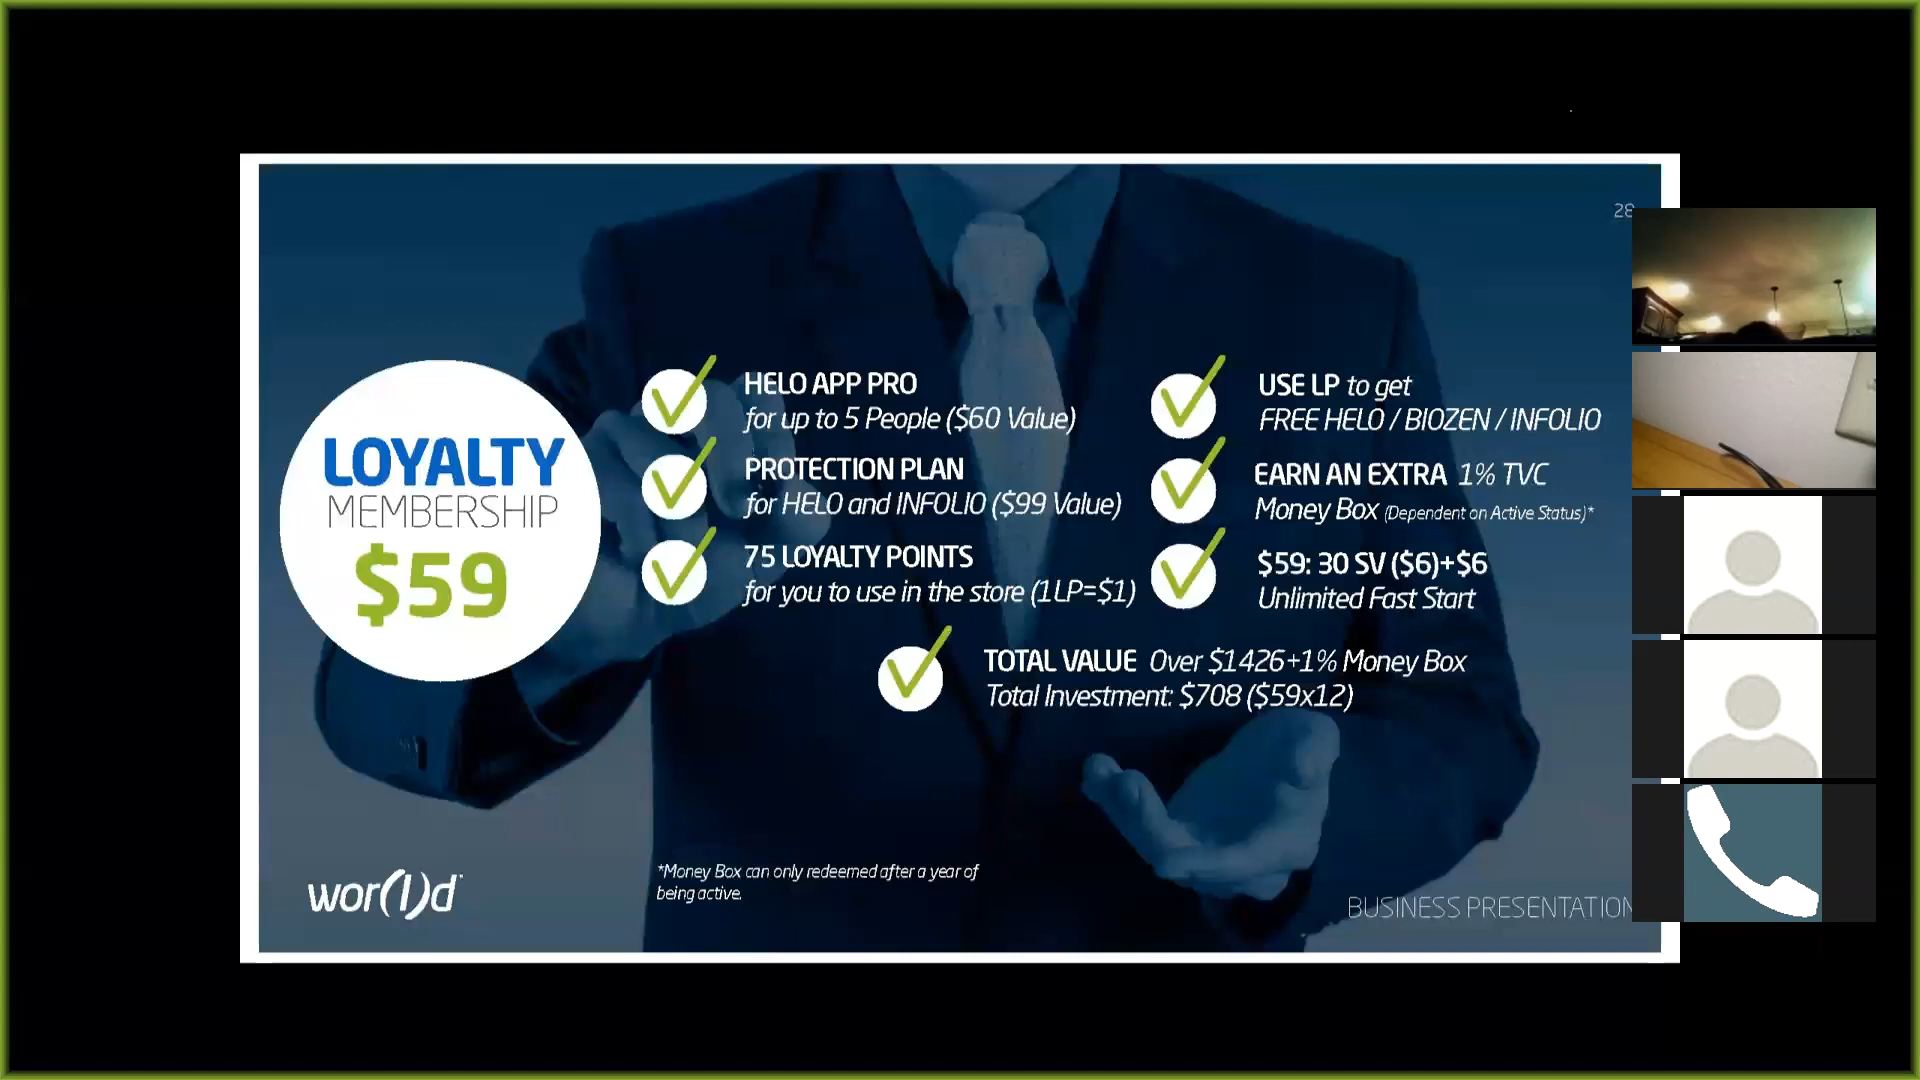 28
LOYALTY
MEMBERSHIP
$59
HELO APP PRO
for up to 5 People ($60 Value)
PROTECTION PLAN
for HELO and INFOLIO ($99 Value)
75 LOYALTY POINTS
for you to use in the store (1LP=$1)
USE LP to get
FREE HELO / BIOZEN / INFOLIO
EARN AN EXTRA 1% TVC
Money Box (Dependent on Active Status)*
$59: 30 SV ($6)+$6
Unlimited Fast Start
TOTAL VALUE Over $1426+1% Money Box
Total Investment: $708 ($59x12)
*Money Box can only redeemed after a year of
being active.
wor(l)d
BUSINESS PRESENTATION